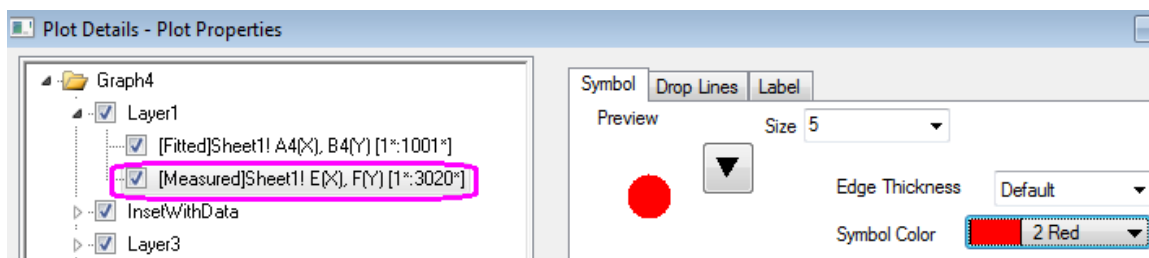 Plot Details - Plot Properties
Graph4
Layer1
[Fitted]Sheet1! A4(X), B4(Y) [1*:1001*]
[Measured]Sheet1! E(X), F(Y) [1*:3020*]
InsetWithData
Layer3
Symbol Drop Lines Label
Preview Size 5
Edge Thickness Default
Symbol Color 2 Red